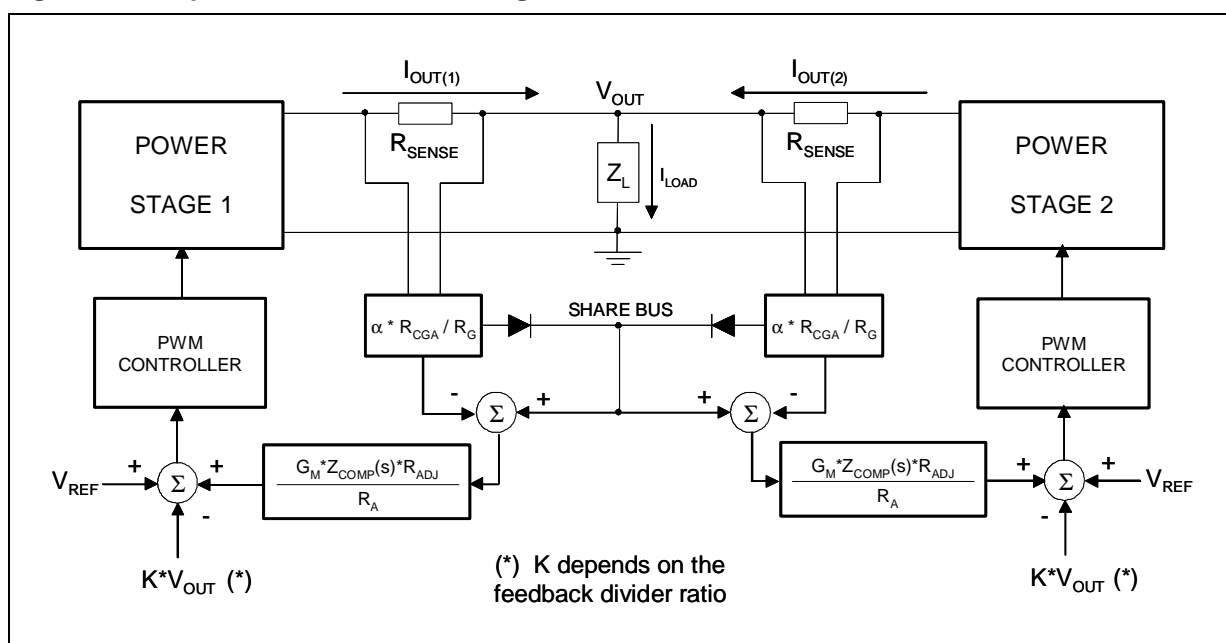 I_OUT(1)
I_OUT(2)
V_OUT
POWER
STAGE 1
R_SENSE
Z_L
I_LOAD
R_SENSE
POWER
STAGE 2
α * R_CGA / R_G
SHARE BUS
α * R_CGA / R_G
PWM
CONTROLLER
PWM
CONTROLLER
- Σ +
+ Σ -
V_REF + Σ + -
G_M*Z_COMP(s)*R_ADJ
R_A
G_M*Z_COMP(s)*R_ADJ
R_A
+ Σ + - V_REF
K*V_OUT (*)
(*) K depends on the
feedback divider ratio
K*V_OUT (*)